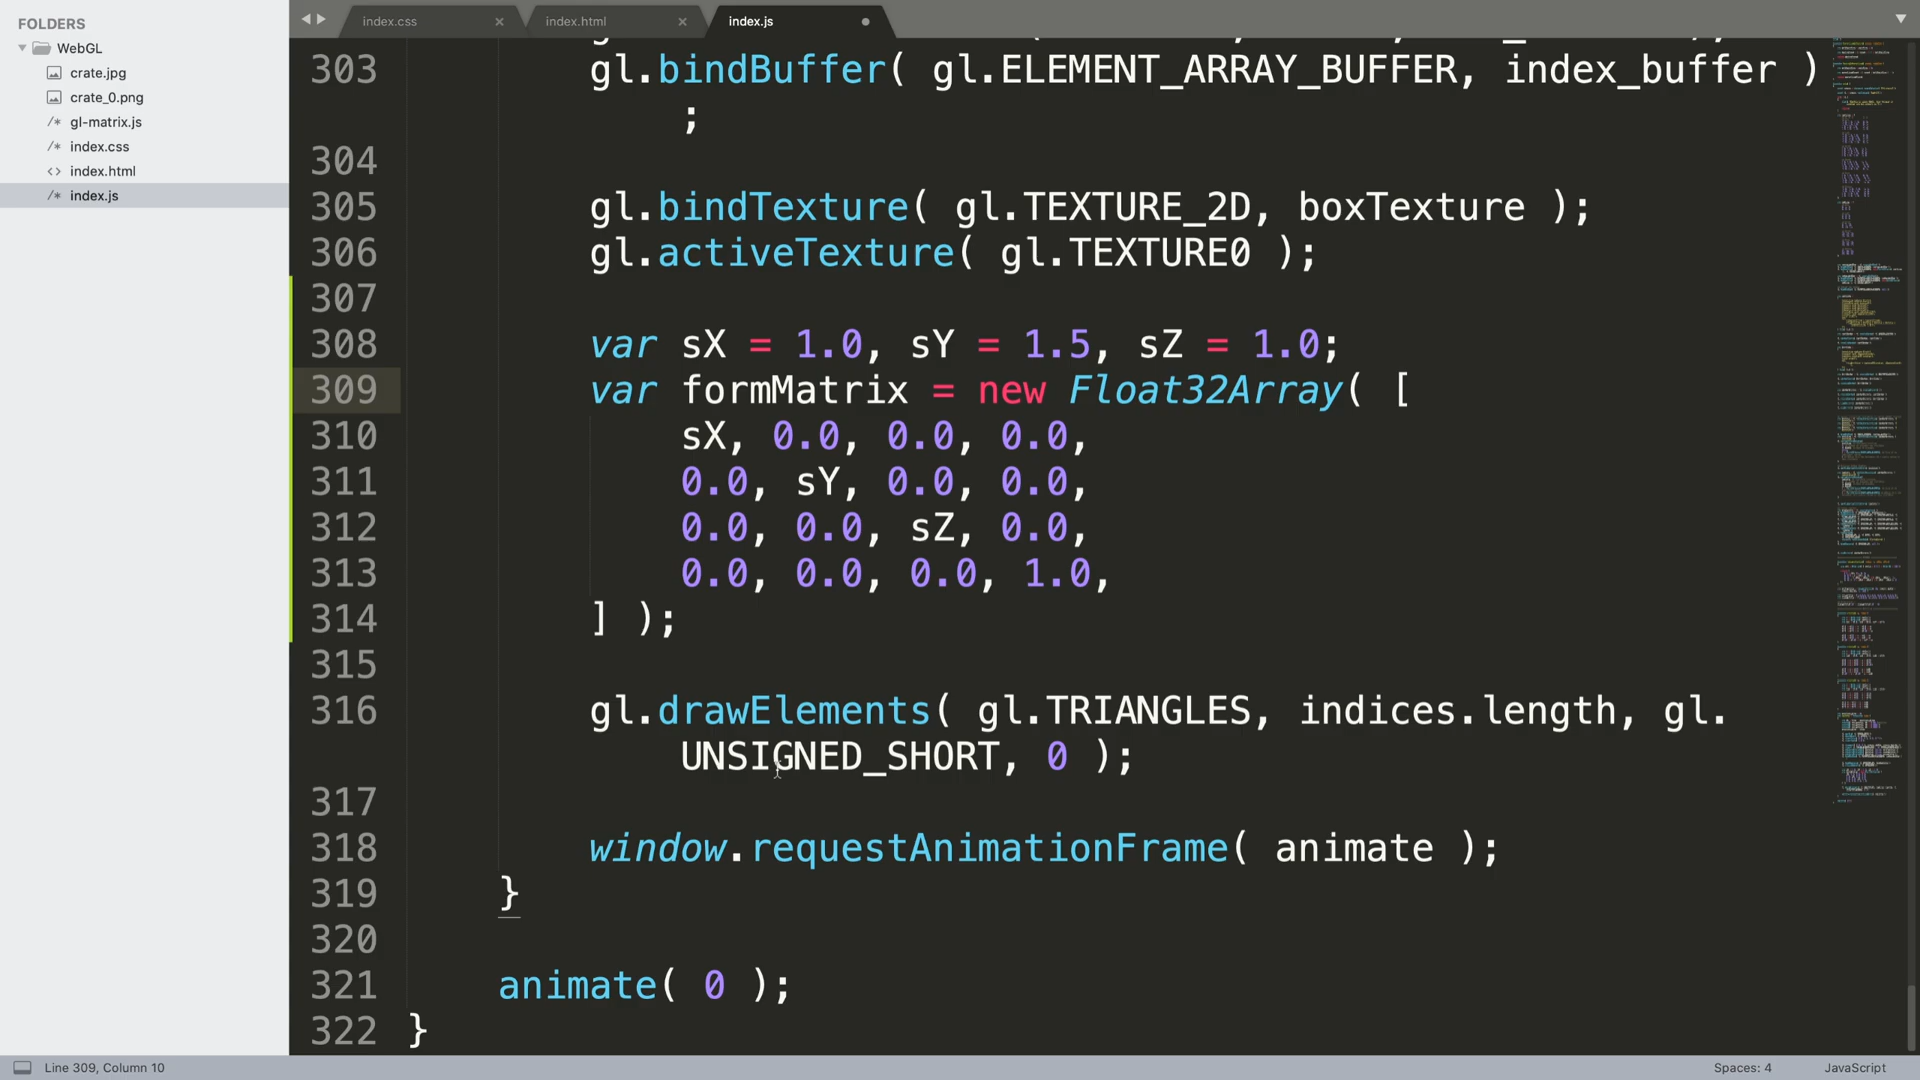 FOLDERS
WebGL
crate.jpg
crate_0.png
/* gl-matrix.js
/* index.css
<> index.html
/* index.js
index.css ×
index.html ×
index.js
303 gl.bindBuffer( gl.ELEMENT_ARRAY_BUFFER, index_buffer )
;
304
305 gl.bindTexture( gl.TEXTURE_2D, boxTexture );
306 gl.activeTexture( gl.TEXTURE0 );
307
308 var sX = 1.0, sY = 1.5, sZ = 1.0;
309 var formMatrix = new Float32Array( [
310 sX, 0.0, 0.0, 0.0,
311 0.0, sY, 0.0, 0.0,
312 0.0, 0.0, sZ, 0.0,
313 0.0, 0.0, 0.0, 1.0,
314 ] );
315
316 gl.drawElements( gl.TRIANGLES, indices.length, gl.
UNSIGNED_SHORT, 0 );
317
318 window.requestAnimationFrame( animate );
319 }
320
321 animate( 0 );
322 }
Line 309, Column 10
Spaces: 4
JavaScript